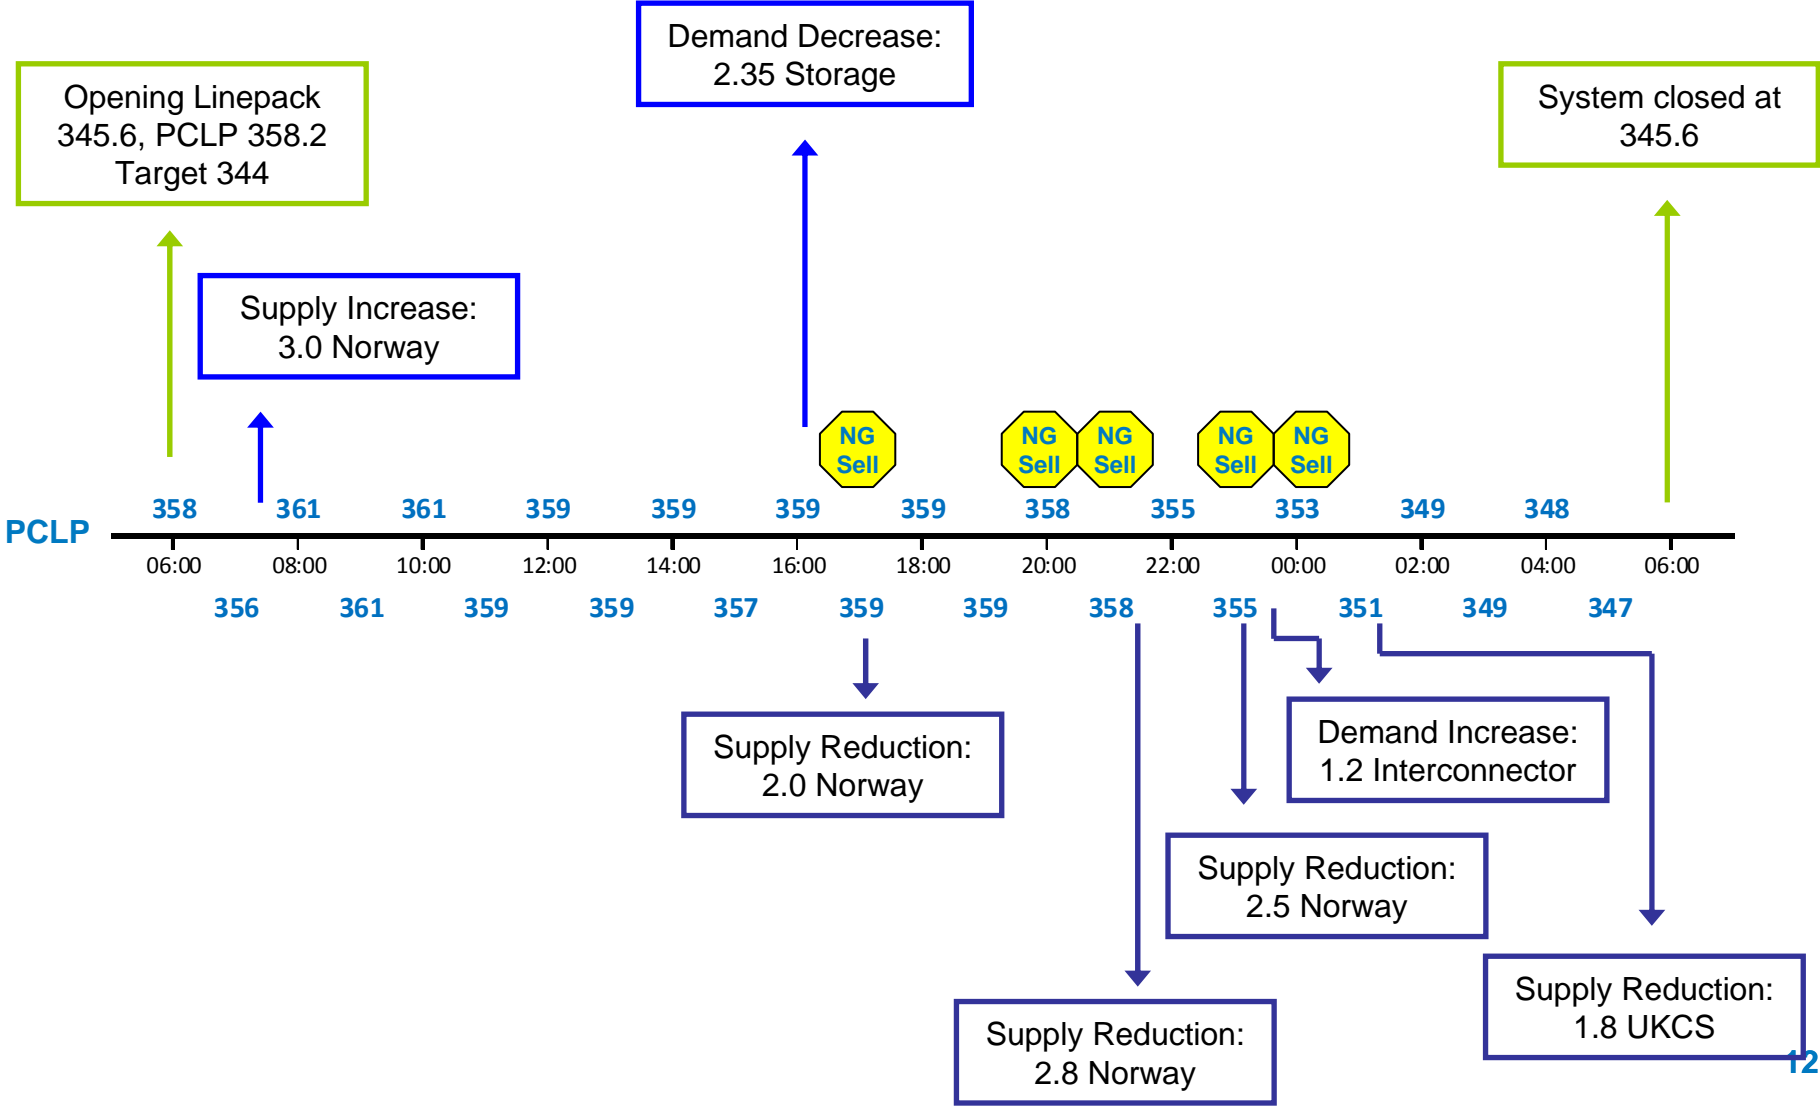 Demand Decrease:
2.35 Storage
Opening Linepack
345.6, PCLP 358.2
Target 344
System closed at
345.6
Supply Increase:
3.0 Norway
NG
Sell
NG
Sell
NG
Sell
NG
Sell
NG
Sell
358 361 361 359 359 359 359 358 355 353 349 348
PCLP
06:00 08:00 10:00 12:00 14:00 16:00 18:00 20:00 22:00 00:00 02:00 04:00 06:00
356 361 359 359 357 359 359 358 355 351 349 347
Supply Reduction:
2.0 Norway
Demand Increase:
1.2 Interconnector
Supply Reduction:
2.5 Norway
Supply Reduction:
1.8 UKCS
Supply Reduction:
2.8 Norway
12